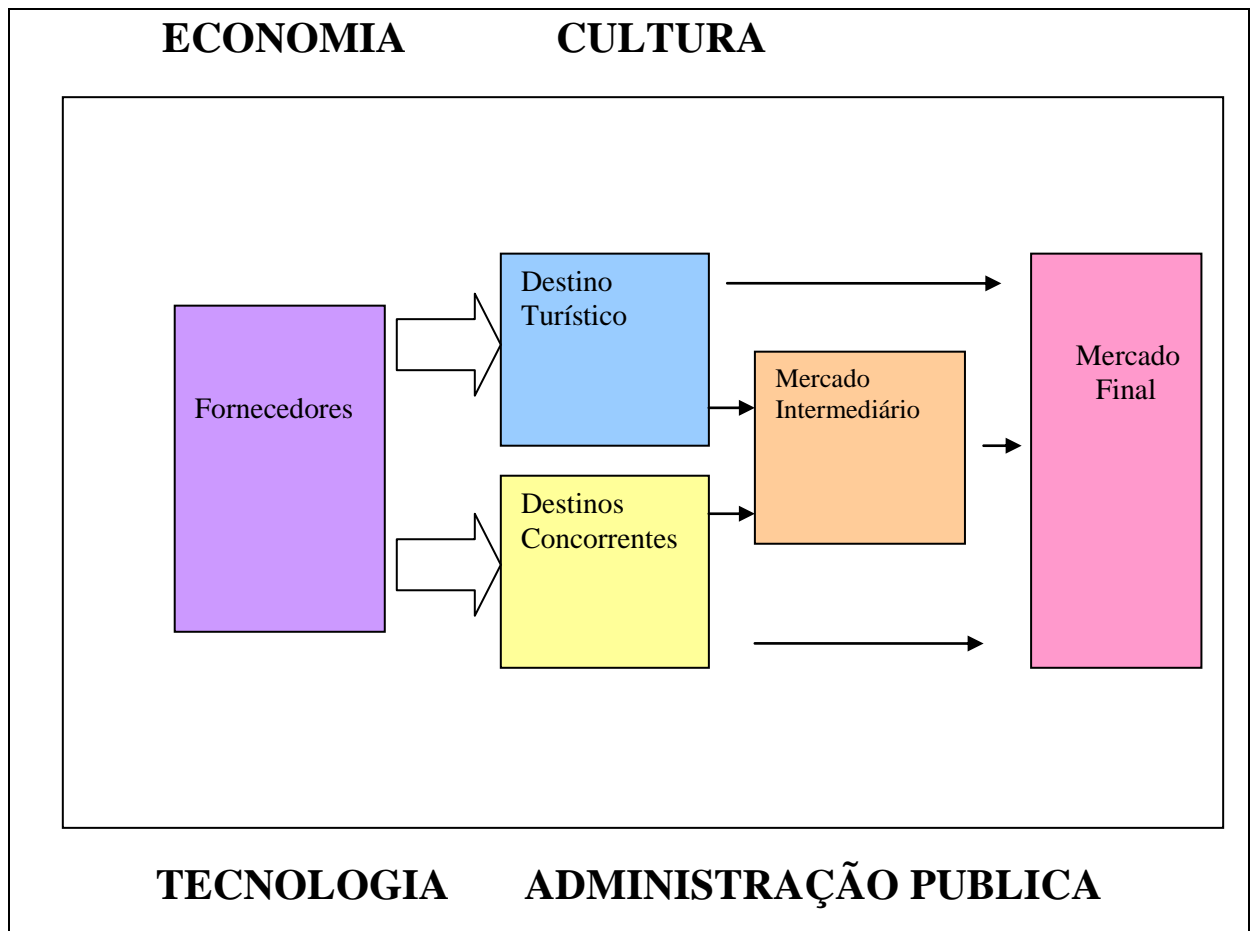 ECONOMIA CULTURA
Fornecedores
Destino
Turístico
Destinos
Concorrentes
Mercado
Intermediário
Mercado
Final
TECNOLOGIA ADMINISTRAÇÃO PUBLICA